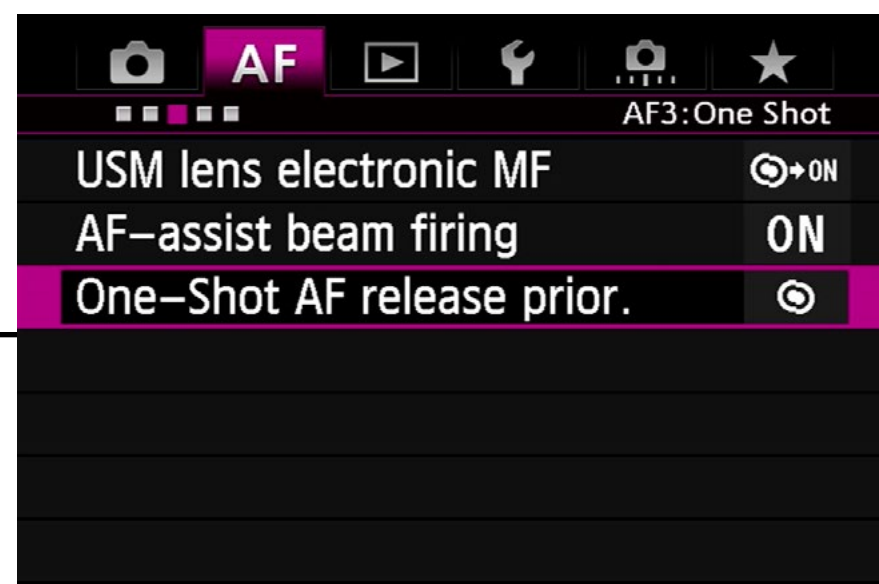 AF
AF3:One Shot
USM lens electronic MF ON
AF-assist beam firing ON
One-Shot AF release prior.